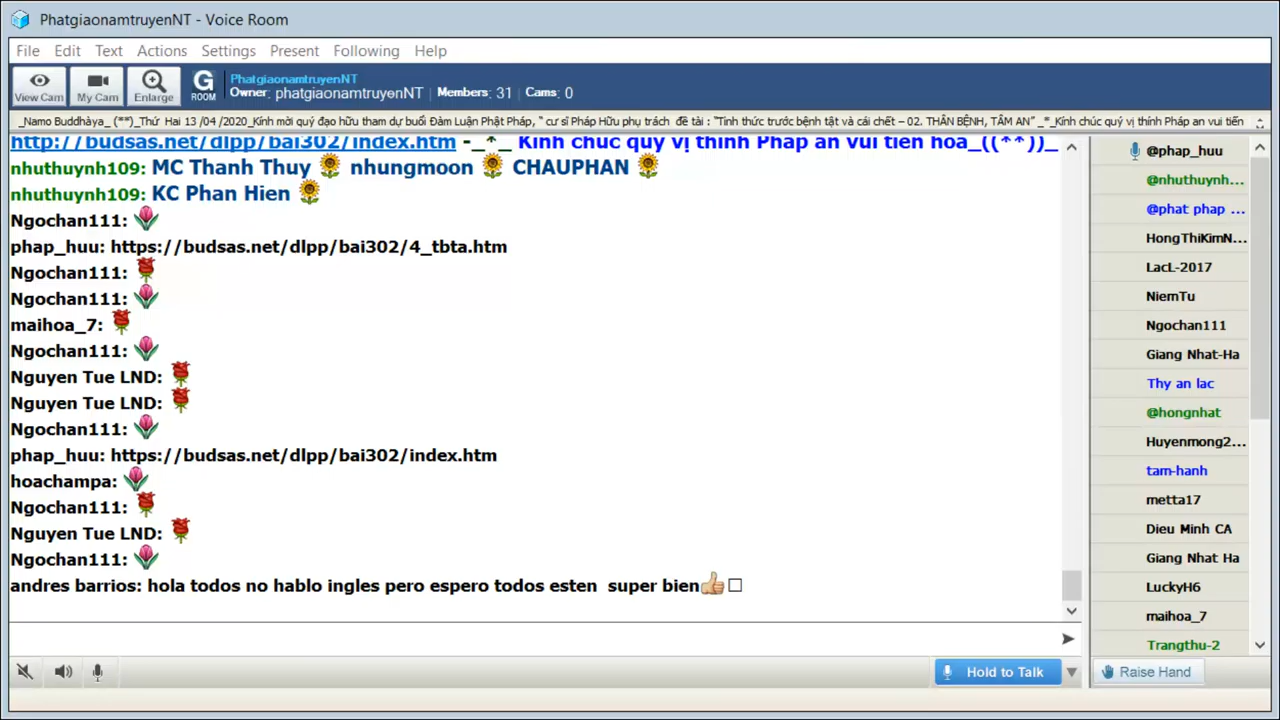 PhatgiaonamtruyenNT - Voice Room
File Edit Text Actions Settings Present Following Help
View Cam My Cam Enlarge G ROOM
PhatgiaonamtruyenNT
Owner: phatgiaonamtruyenNT Members: 31 Cams: 0
_Namo Buddhàya_ (**)_Thứ Hai 13 /04 /2020_Kính mời quý đạo hữu tham dự buổi Đàm Luận Phật Pháp, " cư sĩ Pháp Hữu phụ trách đề tài : "Tỉnh thức trước bệnh tật và cái chết – 02. THÂN BỆNH, TÂM AN" _*_Kính chúc quý vị thính Pháp an vui tiến
http://budsas.net/dlpp/bai302/index.htm -_*_ Kính chúc quý vị thính Pháp an vui tiến hóa_((**))_
nhuthuynh109: MC Thanh Thuy nhungmoon CHAUPHAN
nhuthuynh109: KC Phan Hien
Ngochan111:
phap_huu: https://budsas.net/dlpp/bai302/4_tbta.htm
Ngochan111:
Ngochan111:
maihoa_7:
Ngochan111:
Nguyen Tue LND:
Nguyen Tue LND:
Ngochan111:
phap_huu: https://budsas.net/dlpp/bai302/index.htm
hoachampa:
Ngochan111:
Nguyen Tue LND:
Ngochan111:
andres barrios: hola todos no hablo ingles pero espero todos esten super bien
@phap_huu
@nhuthuynh...
@phat phap ...
HongThiKimN...
LacL-2017
NiemTu
Ngochan111
Giang Nhat-Ha
Thy an lac
@hongnhat
Huyenmong2...
tam-hanh
metta17
Dieu Minh CA
Giang Nhat Ha
LuckyH6
maihoa_7
Trangthu-2
Hold to Talk
Raise Hand